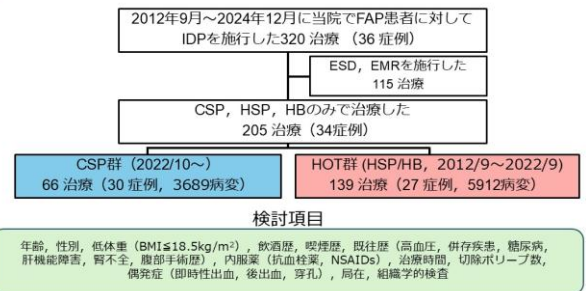 2012年9月～2024年12月に当院でFAP患者に対して
IDPを施行した320 治療 （36 症例）
ESD，EMRを施行した
115 治療
CSP，HSP，HBのみで治療した
205 治療（34症例）
CSP群（2022/10～）
66 治療（30 症例，3689病変）
HOT群 (HSP/HB，2012/9～2022/9)
139 治療（27 症例，5912病変）
検討項目
年齢，性別，低体重（BMI≦18.5kg/m²），飲酒歴，喫煙歴，既往歴（高血圧，併存疾患，糖尿病，
肝機能障害，腎不全，腹部手術歴），内服薬（抗血栓薬，NSAIDs），治療時間，切除ポリープ数，
偶発症（即時性出血，後出血，穿孔），局在，組織学的検査